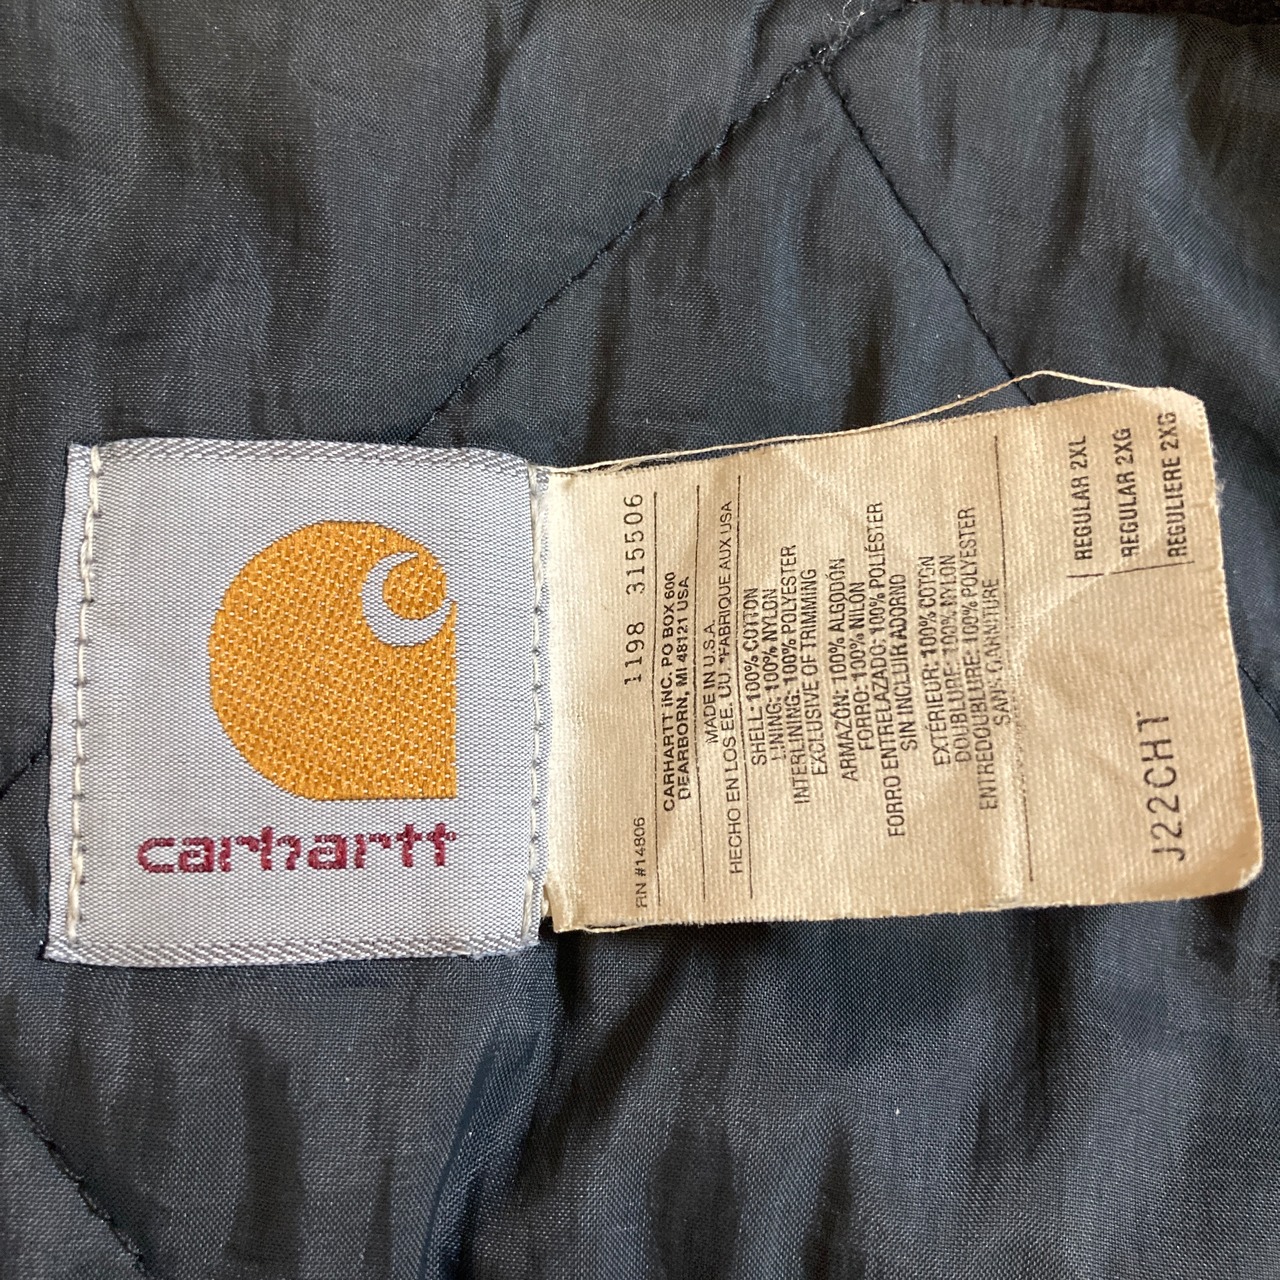 carhartt
1198 315506
RN #14806
CARHARTT INC. PO BOX 600
DEARBORN, MI 48121 USA
MADE IN U.S.A.
HECHO EN LOS EE. UU. *FABRIQUE AUX USA
SHELL: 100% COTTON
LINING: 100% NYLON
INTERLINING: 100% POLYESTER
EXCLUSIVE OF TRIMMING
ARMAZÓN: 100% ALGODÓN
FORRO: 100% NILON
FORRO ENTRELAZADO: 100% POLIÉSTER
SIN INCLUIR ADORNO
EXTÉRIEUR: 100% COTON
DOUBLURE: 100% NYLON
ENTREDOUBLURE: 100% POLYESTER
SANS GARNITURE
REGULAR 2XL
REGULAR 2XG
REGULIERE 2XG
J22CHT